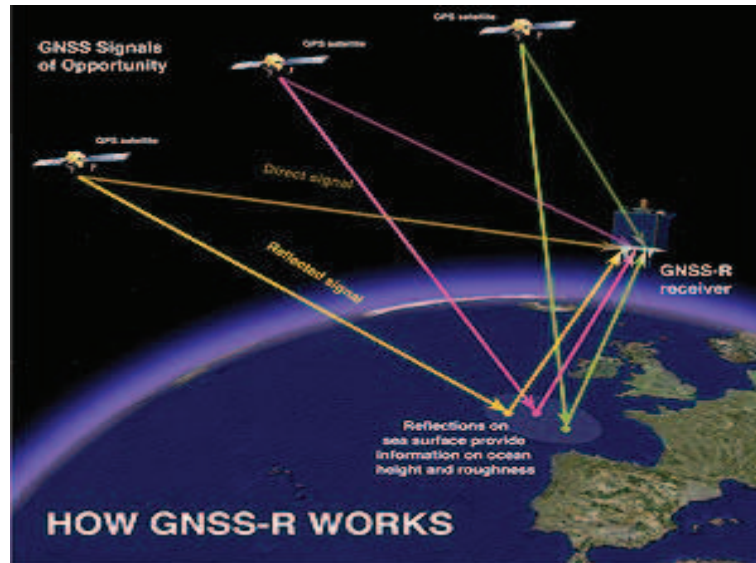 GNSS Signals
of Opportunity
GPS satellite
GPS satellite
GPS satellite
Direct signal
Reflected signal
GNSS-R
receiver
Reflections on
sea surface provide
information on ocean
height and roughness
HOW GNSS-R WORKS